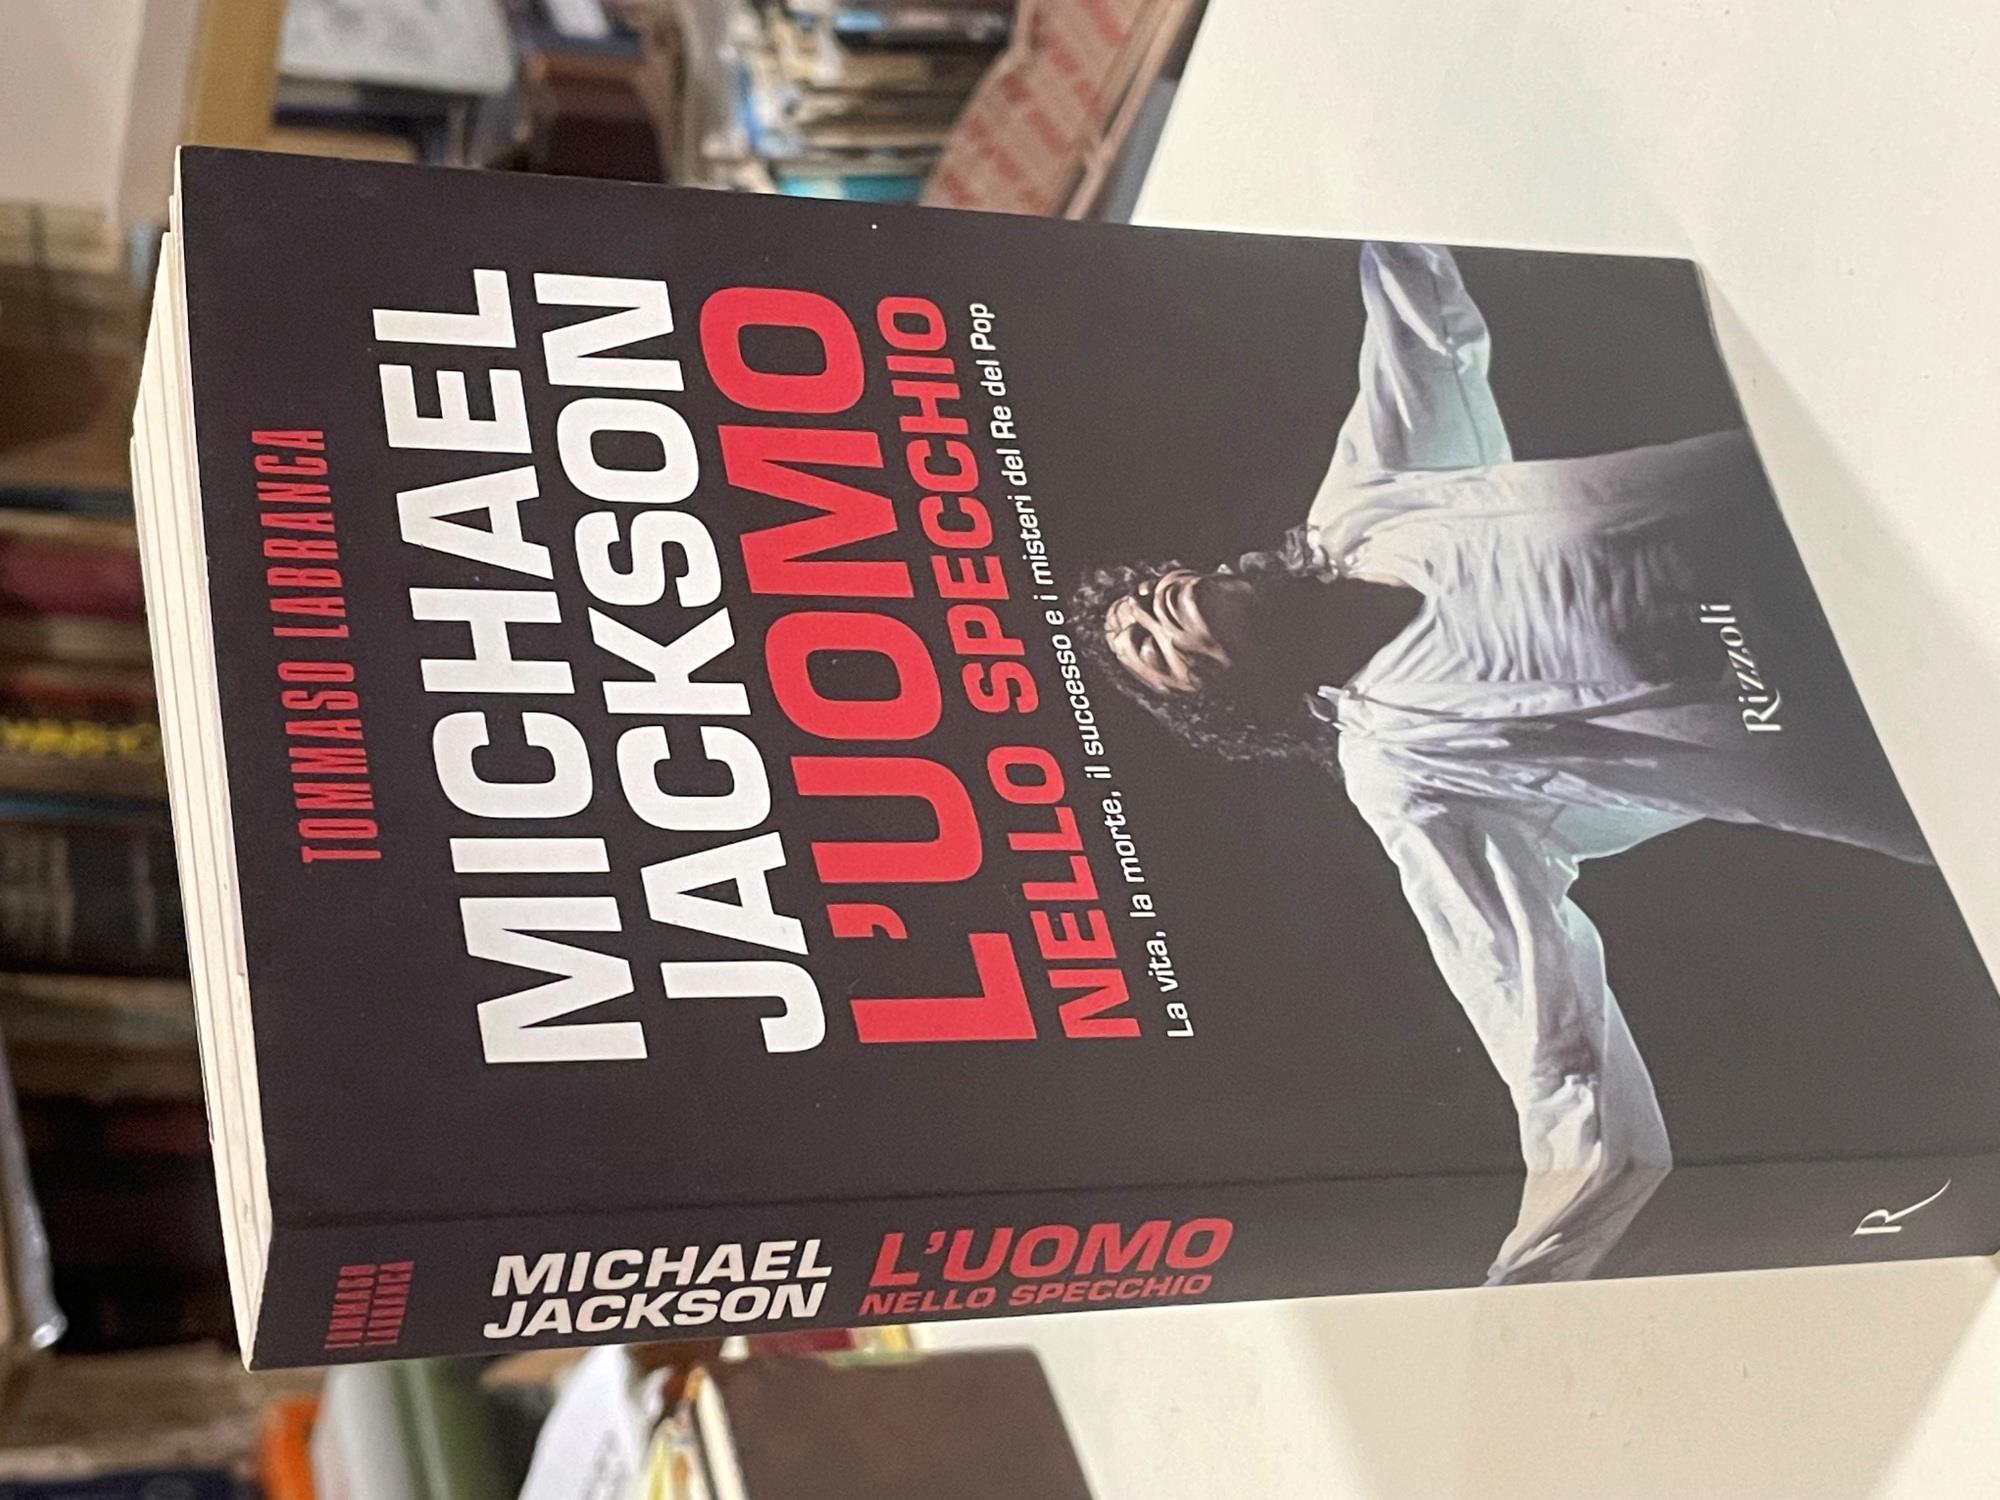 TOMMASO LABRANCA
MICHAEL
JACKSON
L'UOMO
NELLO SPECCHIO
La vita, la morte, il successo e i misteri del Re del Pop
Rizzoli
TOMMASO
LABRANCA
MICHAEL
JACKSON
L'UOMO
NELLO SPECCHIO
R